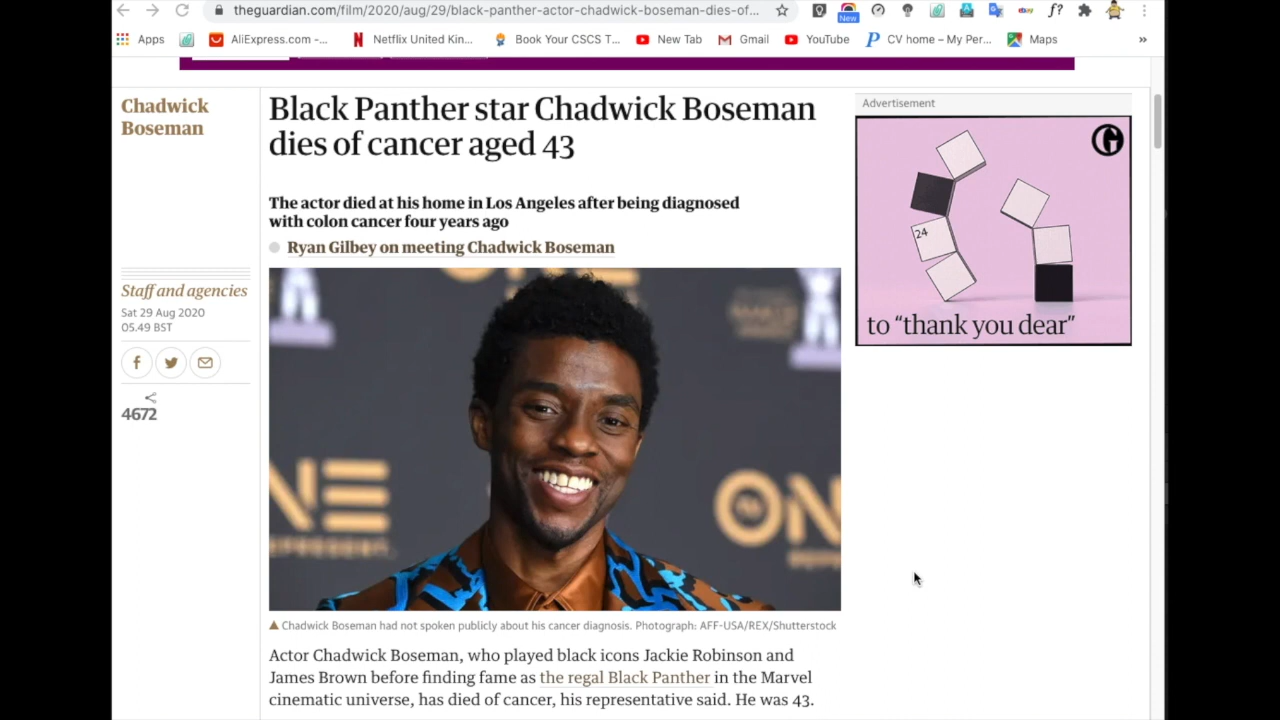 theguardian.com/film/2020/aug/29/black-panther-actor-chadwick-boseman-dies-of...
New
Apps
AliExpress.com -...
Netflix United Kin...
Book Your CSCS T...
New Tab
Gmail
YouTube
CV home – My Per...
Maps
»
Chadwick
Boseman
Black Panther star Chadwick Boseman
dies of cancer aged 43
The actor died at his home in Los Angeles after being diagnosed
with colon cancer four years ago
Ryan Gilbey on meeting Chadwick Boseman
Staff and agencies
Sat 29 Aug 2020
05.49 BST
4672
NE
REPRESENT.
ON
Chadwick Boseman had not spoken publicly about his cancer diagnosis. Photograph: AFF-USA/REX/Shutterstock
Actor Chadwick Boseman, who played black icons Jackie Robinson and
James Brown before finding fame as the regal Black Panther in the Marvel
cinematic universe, has died of cancer, his representative said. He was 43.
Advertisement
G
24
to “thank you dear”